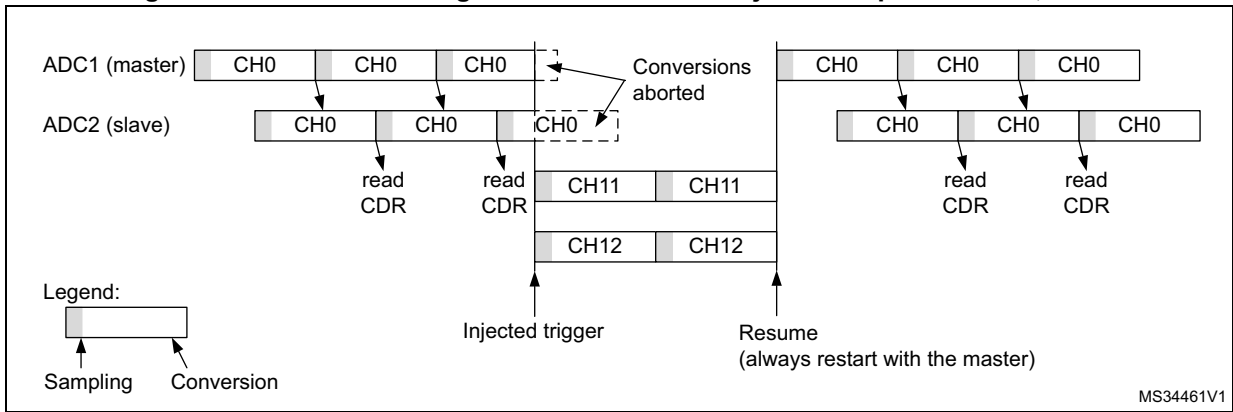 ADC1 (master) CH0 CH0 CH0 Conversions aborted CH0 CH0 CH0
ADC2 (slave) CH0 CH0 CH0 CH0 CH0 CH0
read CDR read CDR read CDR read CDR
CH11 CH11
CH12 CH12
Legend:
Sampling Conversion
Injected trigger
Resume
(always restart with the master)
MS34461V1